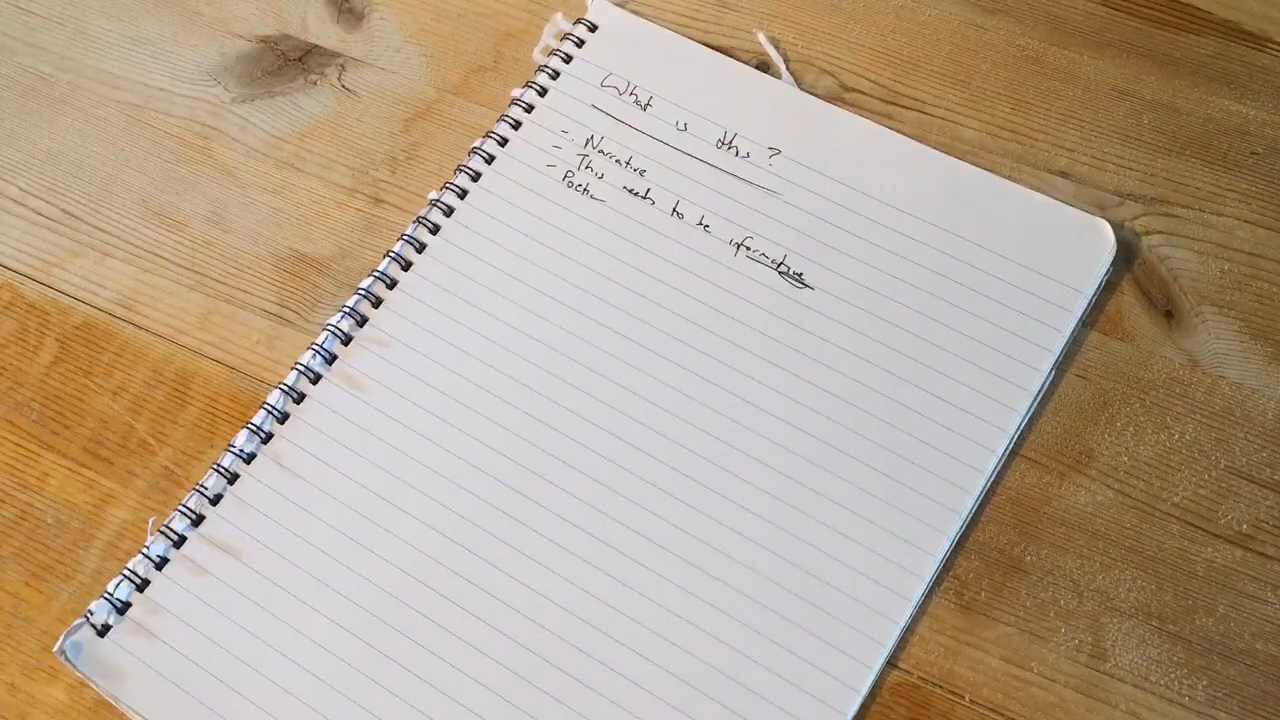 What is this?
- Narrative
- This needs to be informative
- Poetic